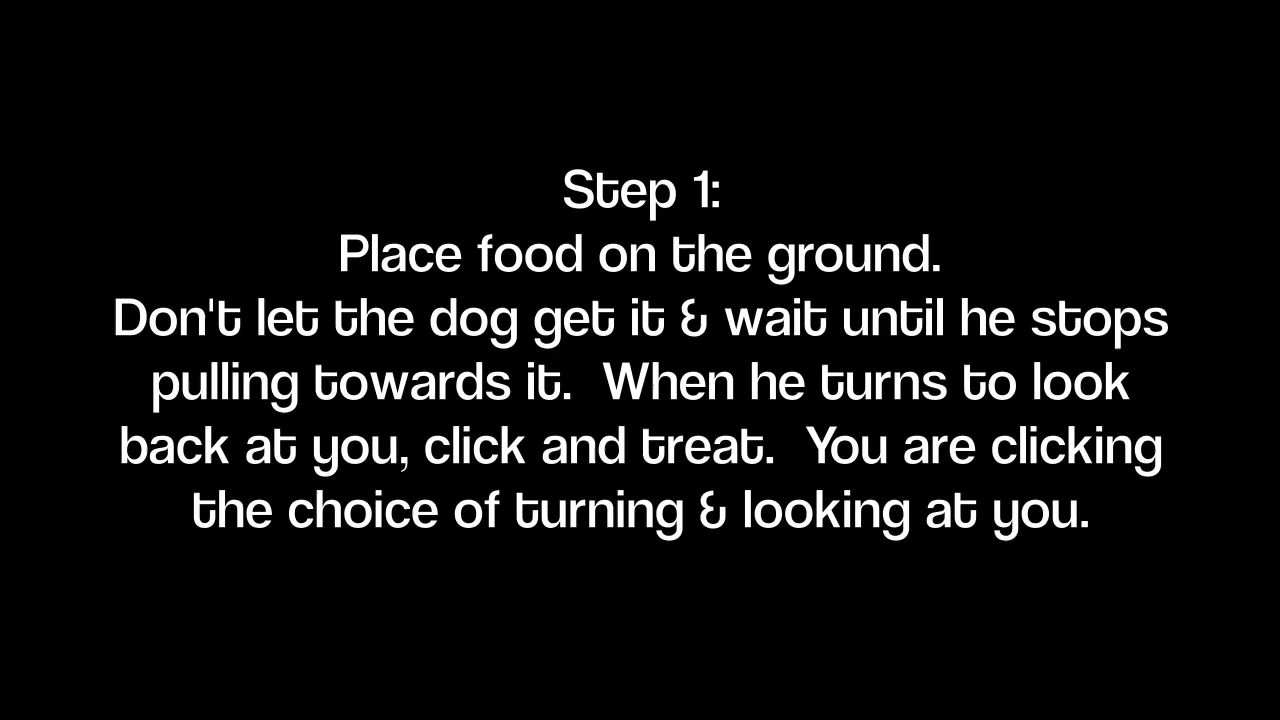 Step 1:
Place food on the ground.
Don't let the dog get it & wait until he stops
pulling towards it.  When he turns to look
back at you, click and treat.  You are clicking
the choice of turning & looking at you.